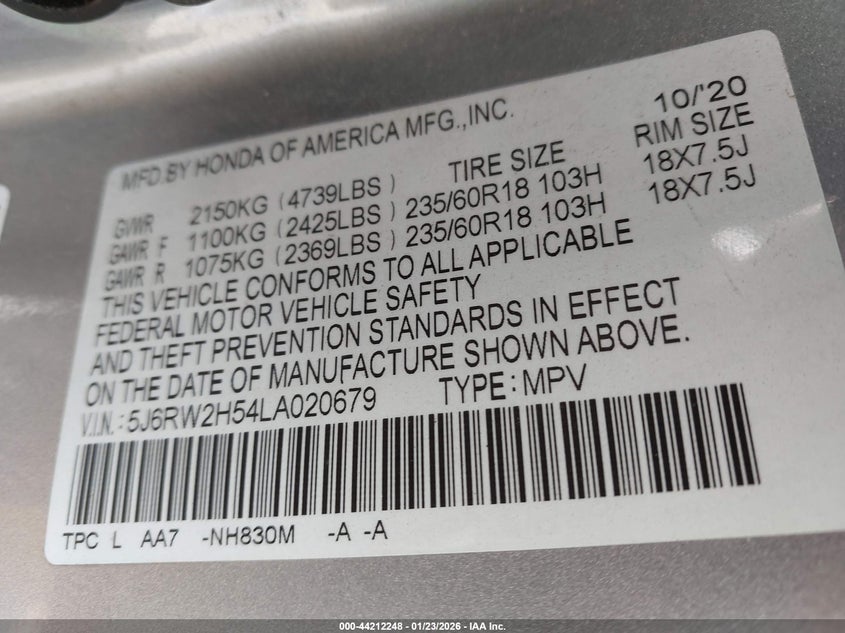 MFD.BY HONDA OF AMERICA MFG.,INC. 10/'20
GVWR 2150KG (4739LBS) TIRE SIZE RIM SIZE
GAWR F 1100KG (2425LBS) 235/60R18 103H 18X7.5J
GAWR R 1075KG (2369LBS) 235/60R18 103H 18X7.5J
THIS VEHICLE CONFORMS TO ALL APPLICABLE
FEDERAL MOTOR VEHICLE SAFETY
AND THEFT PREVENTION STANDARDS IN EFFECT
ON THE DATE OF MANUFACTURE SHOWN ABOVE.
V.I.N.: 5J6RW2H54LA020679 TYPE: MPV
TPC L AA7 -NH830M -A -A
000-44212248 - 01/23/2026 - IAA Inc.